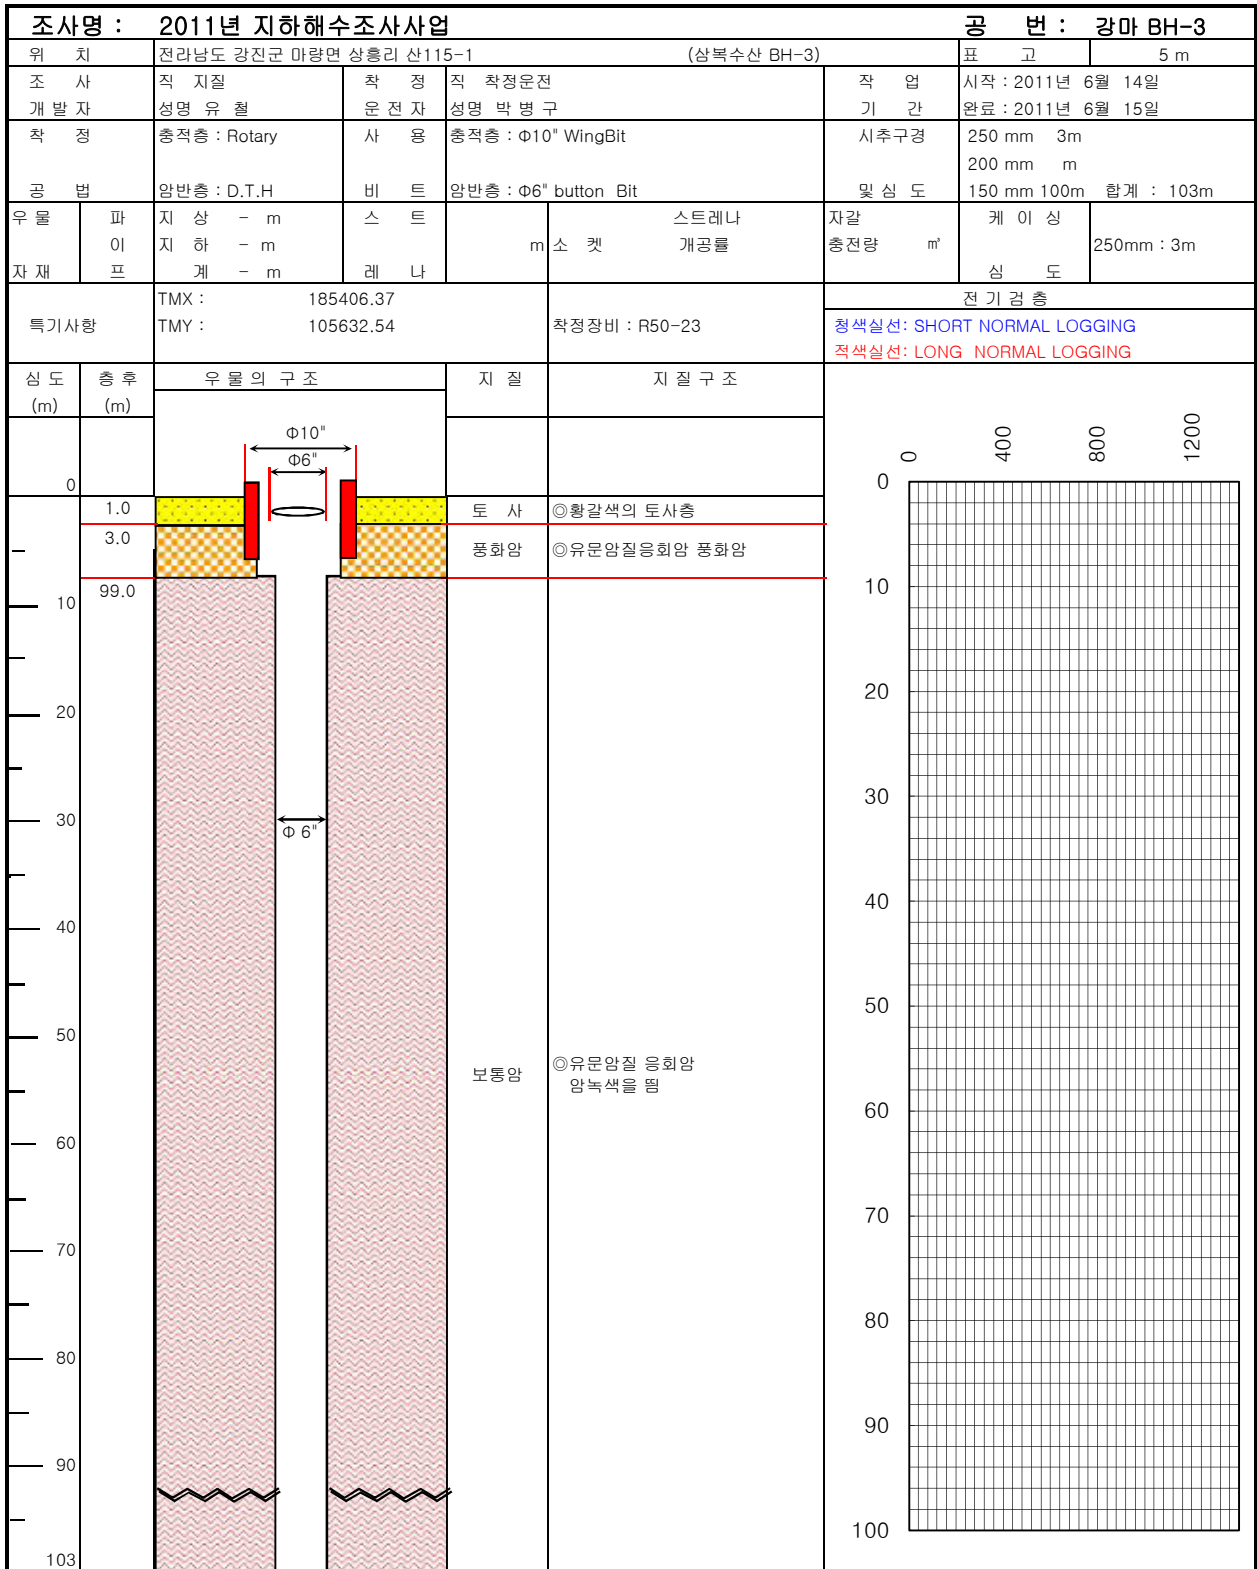 조사명 : 2011년 지하해수조사사업 공 번 : 강마 BH-3
위 치 전라남도 강진군 마량면 상흥리 산115-1 (삼복수산 BH-3) 표 고 5 m
조 사 직 지질 착 정 직 착정운전 작 업 시작 : 2011년 6월 14일
개 발 자 성명 유 철 운 전 자 성명 박 병 구 기 간 완료 : 2011년 6월 15일
착 정 충적층 : Rotary 사 용 충적층 : Φ10" WingBit 시추구경 250 mm 3m
200 mm m
공 법 암반층 : D.T.H 비 트 암반층 : Φ6" button Bit 및 심 도 150 mm 100m 합계 : 103m
우 물 파 지 상 - m 스 트 스트레나 자갈 케 이 싱
이 지 하 - m m 소 켓 개공률 충전량 ㎥ 250mm : 3m
자 재 프 계 - m 레 나 심 도
TMX : 185406.37 전 기 검 층
특기사항 TMY : 105632.54 착정장비 : R50-23 청색실선: SHORT NORMAL LOGGING
적색실선: LONG NORMAL LOGGING
심 도 층 후 우 물 의 구 조 지 질 지 질 구 조
(m) (m)
Φ10"
Φ6"
0 400 800 1200
0
1.0 토 사 ◎황갈색의 토사층
3.0 풍화암 ◎유문암질응회암 풍화암
99.0
10
20
30
Φ 6"
40
50
보통암 ◎유문암질 응회암
암녹색을 띔
60
70
80
90
103
0
10
20
30
40
50
60
70
80
90
100